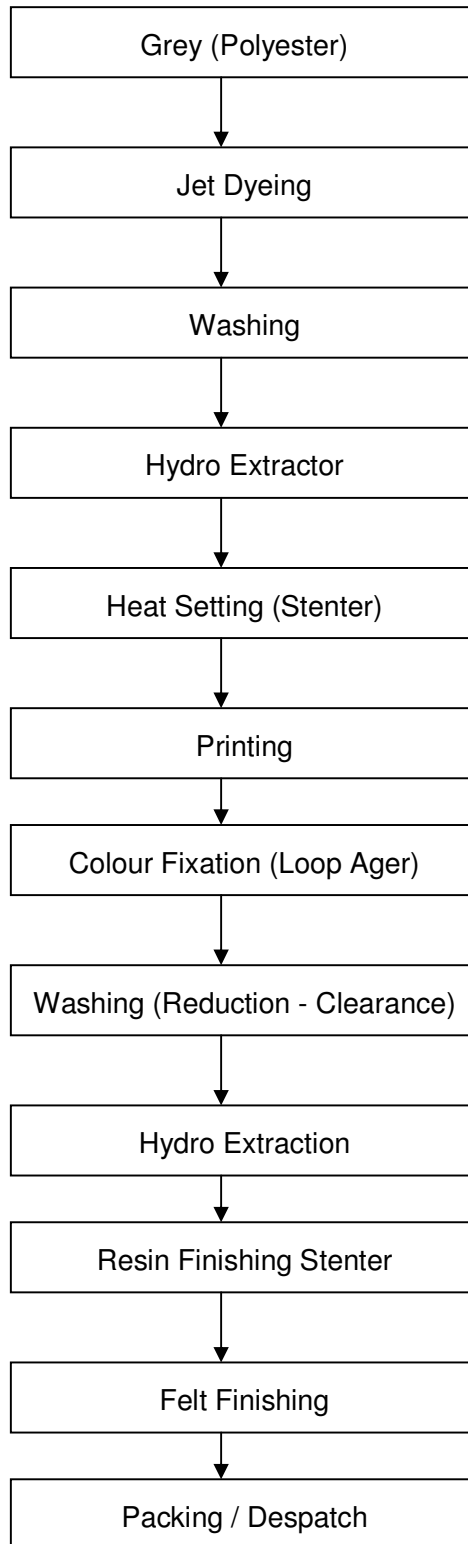 Grey (Polyester)
Jet Dyeing
Washing
Hydro Extractor
Heat Setting (Stenter)
Printing
Colour Fixation (Loop Ager)
Washing (Reduction - Clearance)
Hydro Extraction
Resin Finishing Stenter
Felt Finishing
Packing / Despatch